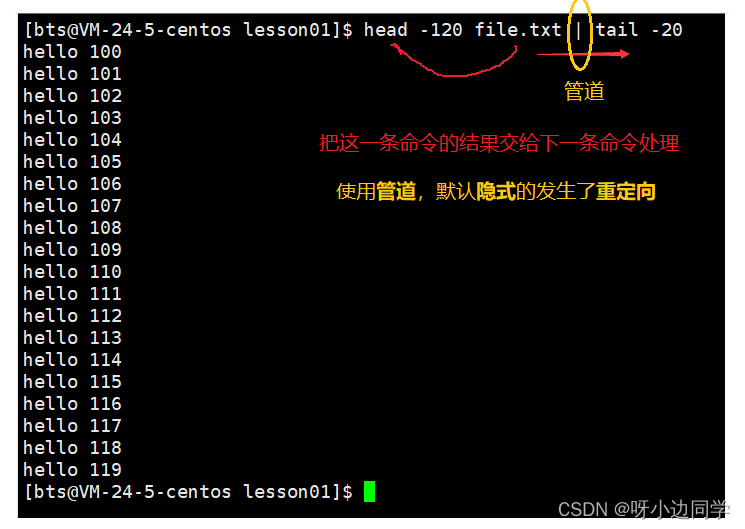 [bts@VM-24-5-centos lesson01]$ head -120 file.txt | tail -20
hello 100
hello 101
管道
hello 102
hello 103
hello 104
把这一条命令的结果交给下一条命令处理
hello 105
hello 106
使用管道，默认隐式的发生了重定向
hello 107
hello 108
hello 109
hello 110
hello 111
hello 112
hello 113
hello 114
hello 115
hello 116
hello 117
hello 118
hello 119
[bts@VM-24-5-centos lesson01]$
CSDN @呀小边同学